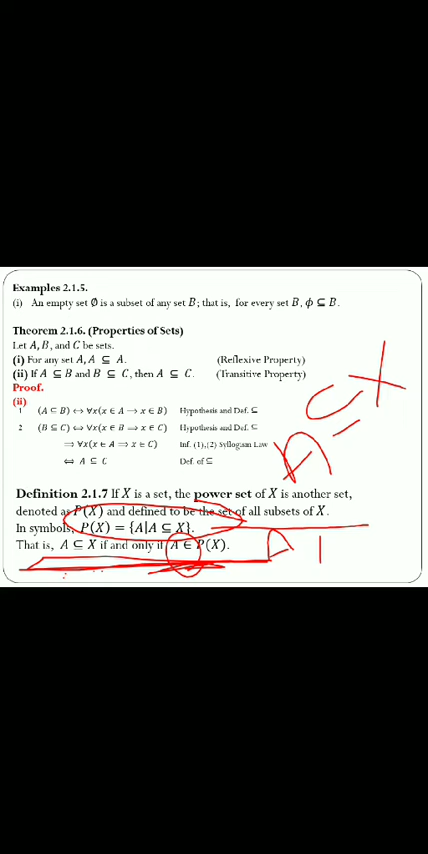 Examples 2.1.5.
(i) An empty set ∅ is a subset of any set B; that is, for every set B, ϕ ⊆ B.
Theorem 2.1.6. (Properties of Sets)
Let A, B, and C be sets.
(i) For any set A, A ⊆ A. (Reflexive Property)
(ii) If A ⊆ B and B ⊆ C, then A ⊆ C. (Transitive Property)
Proof.
(ii)
1 (A ⊆ B) ⟺ ∀x(x ∈ A ⟹ x ∈ B) Hypothesis and Def. ⊆
2 (B ⊆ C) ⟺ ∀x(x ∈ B ⟹ x ∈ C) Hypothesis and Def. ⊆
⟹ ∀x(x ∈ A ⟹ x ∈ C) Inf. (1),(2) Syllogism Law
⟺ A ⊆ C Def. of ⊆
A ⊆ X
Definition 2.1.7 If X is a set, the power set of X is another set,
denoted as P(X) and defined to be the set of all subsets of X.
In symbols, P(X) = {A|A ⊆ X}.
That is, A ⊆ X if and only if A ∈ P(X).
A